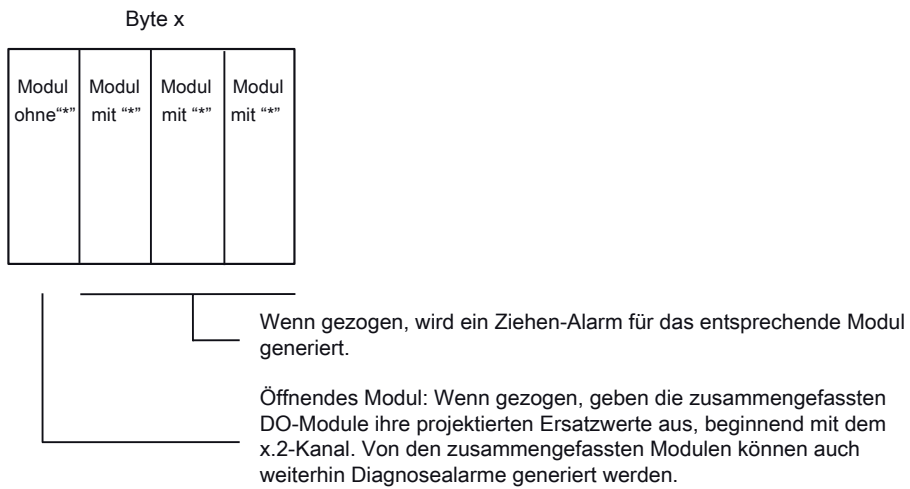 Byte x
Modul ohne“*”
Modul mit “*”
Modul mit “*”
Modul mit “*”
Wenn gezogen, wird ein Ziehen-Alarm für das entsprechende Modul
generiert.
Öffnendes Modul: Wenn gezogen, geben die zusammengefassten
DO-Module ihre projektierten Ersatzwerte aus, beginnend mit dem
x.2-Kanal. Von den zusammengefassten Modulen können auch
weiterhin Diagnosealarme generiert werden.